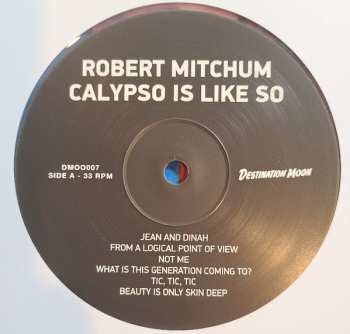 ROBERT MITCHUM
CALYPSO IS LIKE SO
DMOO007
SIDE A - 33 RPM
DESTINATION MOON
JEAN AND DINAH
FROM A LOGICAL POINT OF VIEW
NOT ME
WHAT IS THIS GENERATION COMING TO?
TIC, TIC, TIC
BEAUTY IS ONLY SKIN DEEP